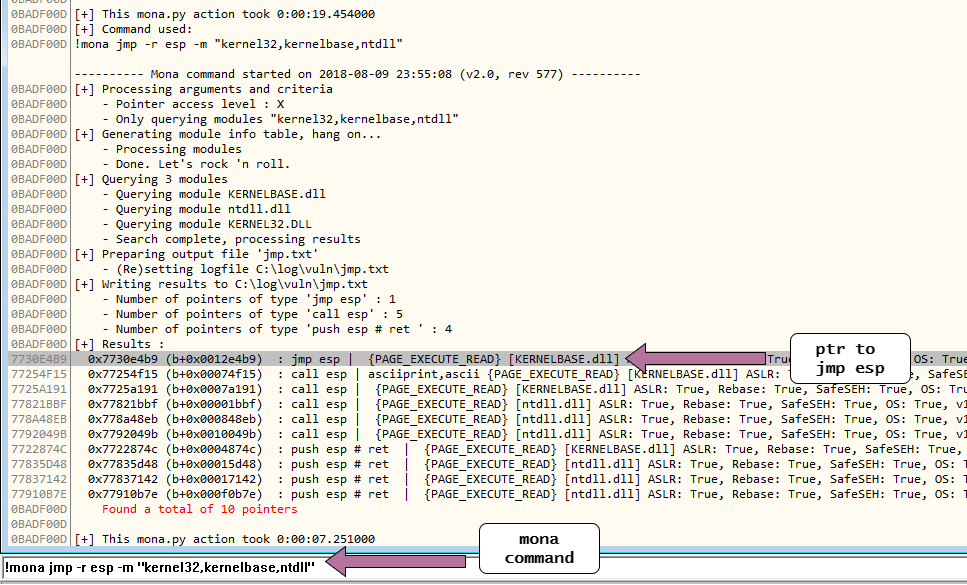 0BADF00D [+] This mona.py action took 0:00:19.454000
0BADF00D [+] Command used:
0BADF00D !mona jmp -r esp -m "kernel32,kernelbase,ntdll"
---------- Mona command started on 2018-08-09 23:55:08 (v2.0, rev 577) ----------
0BADF00D [+] Processing arguments and criteria
0BADF00D - Pointer access level : X
0BADF00D - Only querying modules "kernel32,kernelbase,ntdll"
0BADF00D [+] Generating module info table, hang on...
0BADF00D - Processing modules
0BADF00D - Done. Let's rock 'n roll.
0BADF00D [+] Querying 3 modules
0BADF00D - Querying module KERNELBASE.dll
0BADF00D - Querying module ntdll.dll
0BADF00D - Querying module KERNEL32.DLL
0BADF00D - Search complete, processing results
0BADF00D [+] Preparing output file 'jmp.txt'
0BADF00D - (Re)setting logfile C:\log\vuln\jmp.txt
0BADF00D [+] Writing results to C:\log\vuln\jmp.txt
0BADF00D - Number of pointers of type 'jmp esp' : 1
0BADF00D - Number of pointers of type 'call esp' : 5
0BADF00D - Number of pointers of type 'push esp # ret ' : 4
0BADF00D [+] Results :
7730E4B9 0x7730e4b9 (b+0x0012e4b9) : jmp esp | {PAGE_EXECUTE_READ} [KERNELBASE.dll] OS: True
77254F15 0x77254f15 (b+0x00074f15) : call esp | asciiprint,ascii {PAGE_EXECUTE_READ} [KERNELBASE.dll] ASLR: SafeSE
7725A191 0x7725a191 (b+0x0007a191) : call esp | {PAGE_EXECUTE_READ} [KERNELBASE.dll] ASLR: True, Rebase: True, SafeSEH: True, OS: Tru
77821BBF 0x77821bbf (b+0x00001bbf) : call esp | {PAGE_EXECUTE_READ} [ntdll.dll] ASLR: True, Rebase: True, SafeSEH: True, OS: True, v1
778A48EB 0x778a48eb (b+0x000848eb) : call esp | {PAGE_EXECUTE_READ} [ntdll.dll] ASLR: True, Rebase: True, SafeSEH: True, OS: True, v1
7792049B 0x7792049b (b+0x0010049b) : call esp | {PAGE_EXECUTE_READ} [ntdll.dll] ASLR: True, Rebase: True, SafeSEH: True, OS: True, v1
7722874C 0x7722874c (b+0x0004874c) : push esp # ret | {PAGE_EXECUTE_READ} [KERNELBASE.dll] ASLR: True, Rebase: True, SafeSEH: True,
77835D48 0x77835d48 (b+0x00015d48) : push esp # ret | {PAGE_EXECUTE_READ} [ntdll.dll] ASLR: True, Rebase: True, SafeSEH: True, OS: T
77837142 0x77837142 (b+0x00017142) : push esp # ret | {PAGE_EXECUTE_READ} [ntdll.dll] ASLR: True, Rebase: True, SafeSEH: True, OS: T
77910B7E 0x77910b7e (b+0x000f0b7e) : push esp # ret | {PAGE_EXECUTE_READ} [ntdll.dll] ASLR: True, Rebase: True, SafeSEH: True, OS: T
0BADF00D Found a total of 10 pointers
0BADF00D
0BADF00D [+] This mona.py action took 0:00:07.251000
ptr to
jmp esp
mona
command
!mona jmp -r esp -m "kernel32,kernelbase,ntdll"